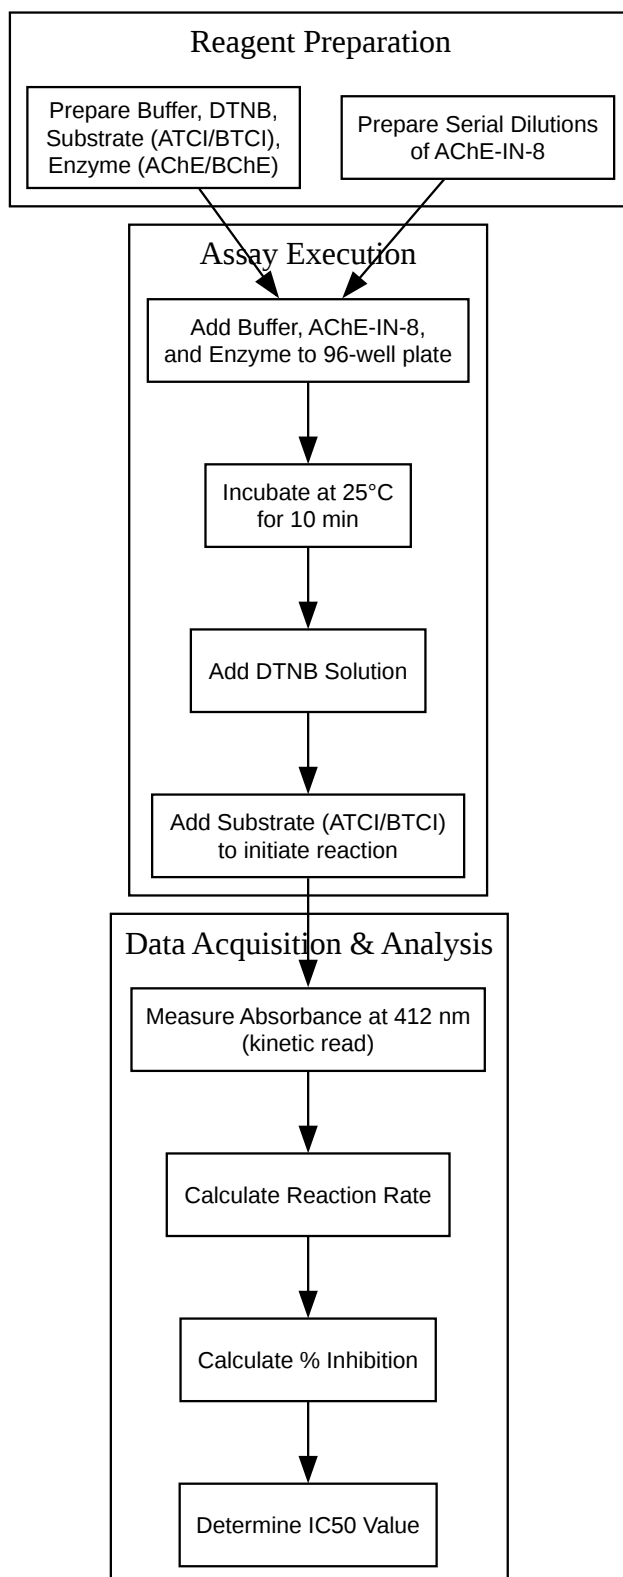 Reagent Preparation
Prepare Buffer, DTNB,
Substrate (ATCI/BTCI),
Enzyme (AChE/BChE)
Prepare Serial Dilutions
of AChE-IN-8
Assay Execution
Add Buffer, AChE-IN-8,
and Enzyme to 96-well plate
Incubate at 25°C
for 10 min
Add DTNB Solution
Add Substrate (ATCI/BTCI)
to initiate reaction
Data Acquisition & Analysis
Measure Absorbance at 412 nm
(kinetic read)
Calculate Reaction Rate
Calculate % Inhibition
Determine IC50 Value